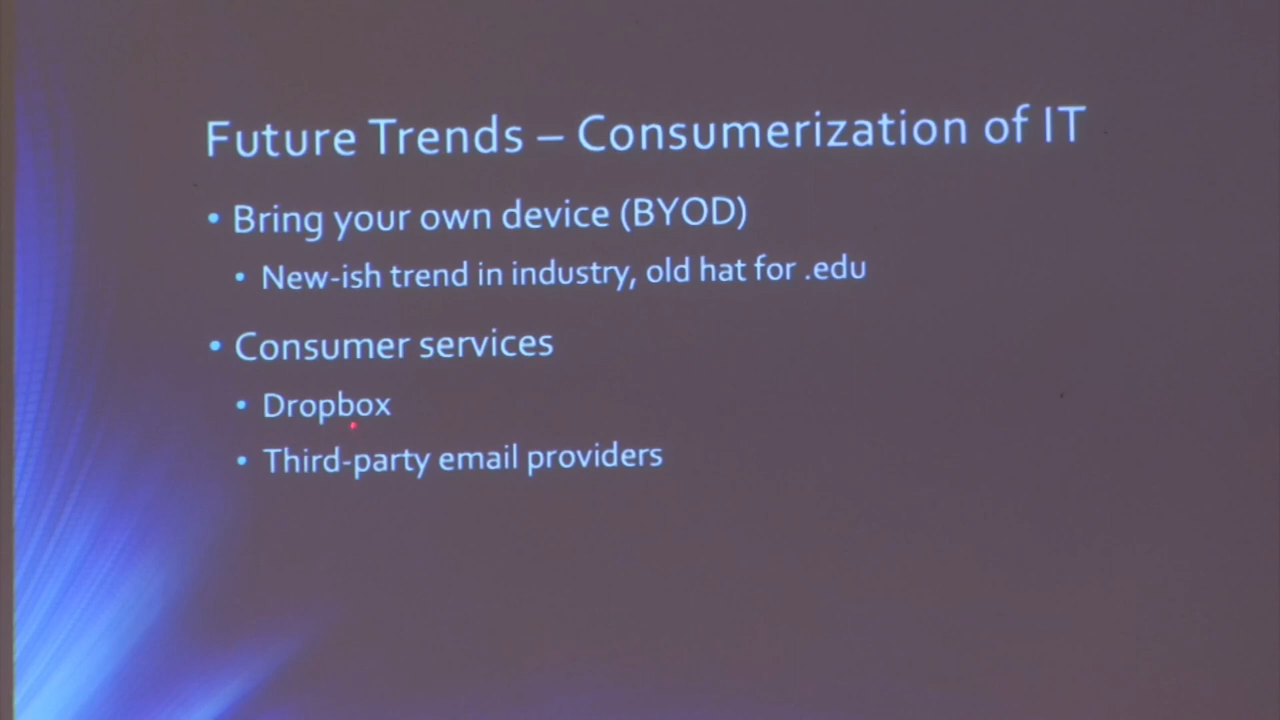 Future Trends – Consumerization of IT
• Bring your own device (BYOD)
• New-ish trend in industry, old hat for .edu
• Consumer services
• Dropbox
• Third-party email providers